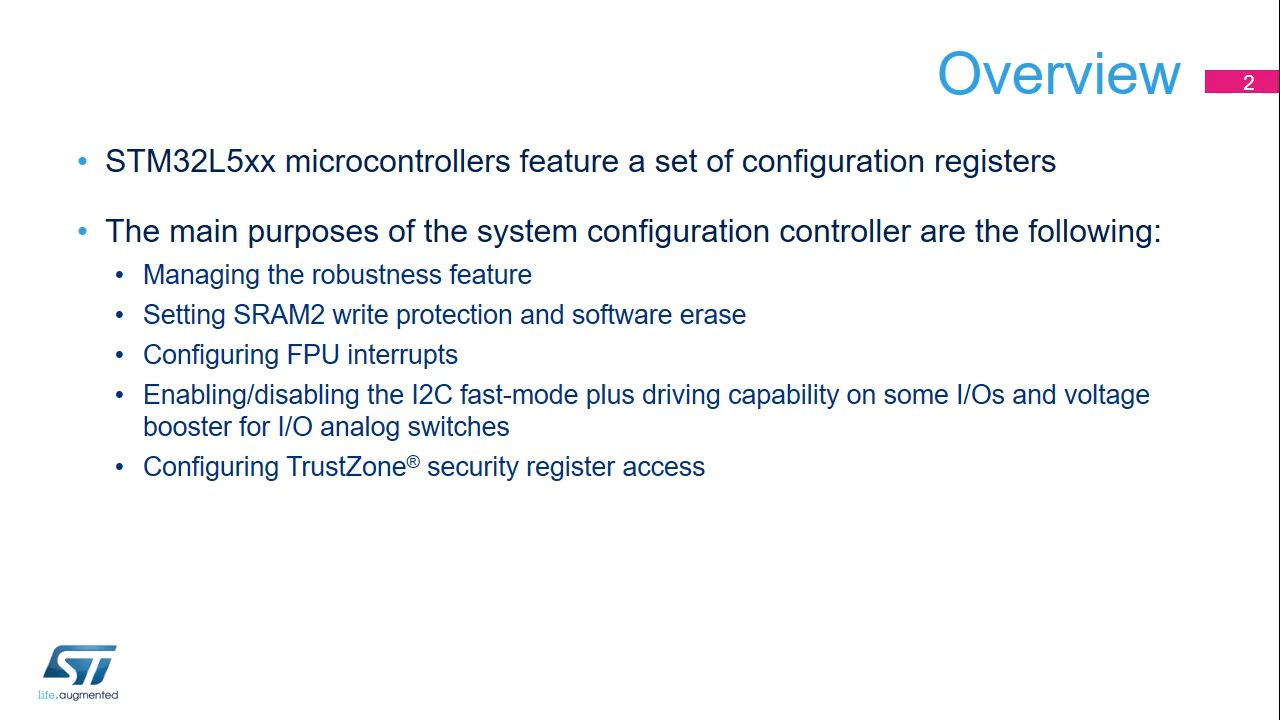 Overview
2
• STM32L5xx microcontrollers feature a set of configuration registers
• The main purposes of the system configuration controller are the following:
• Managing the robustness feature
• Setting SRAM2 write protection and software erase
• Configuring FPU interrupts
• Enabling/disabling the I2C fast-mode plus driving capability on some I/Os and voltage
booster for I/O analog switches
• Configuring TrustZone® security register access
ST
life.augmented